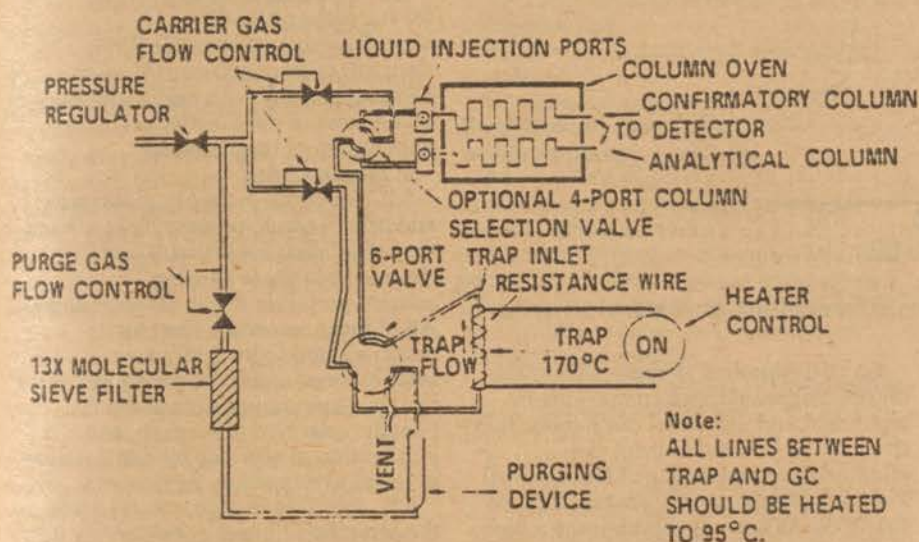 CARRIER GAS
FLOW CONTROL
LIQUID INJECTION PORTS
PRESSURE
REGULATOR
COLUMN OVEN
CONFIRMATORY COLUMN
TO DETECTOR
ANALYTICAL COLUMN
OPTIONAL 4-PORT COLUMN
SELECTION VALVE
PURGE GAS
FLOW CONTROL
6-PORT
VALVE
TRAP INLET
RESISTANCE WIRE
HEATER
CONTROL
13X MOLECULAR
SIEVE FILTER
TRAP
FLOW
TRAP
170°C
ON
VENT
PURGING
DEVICE
Note:
ALL LINES BETWEEN
TRAP AND GC
SHOULD BE HEATED
TO 95°C.